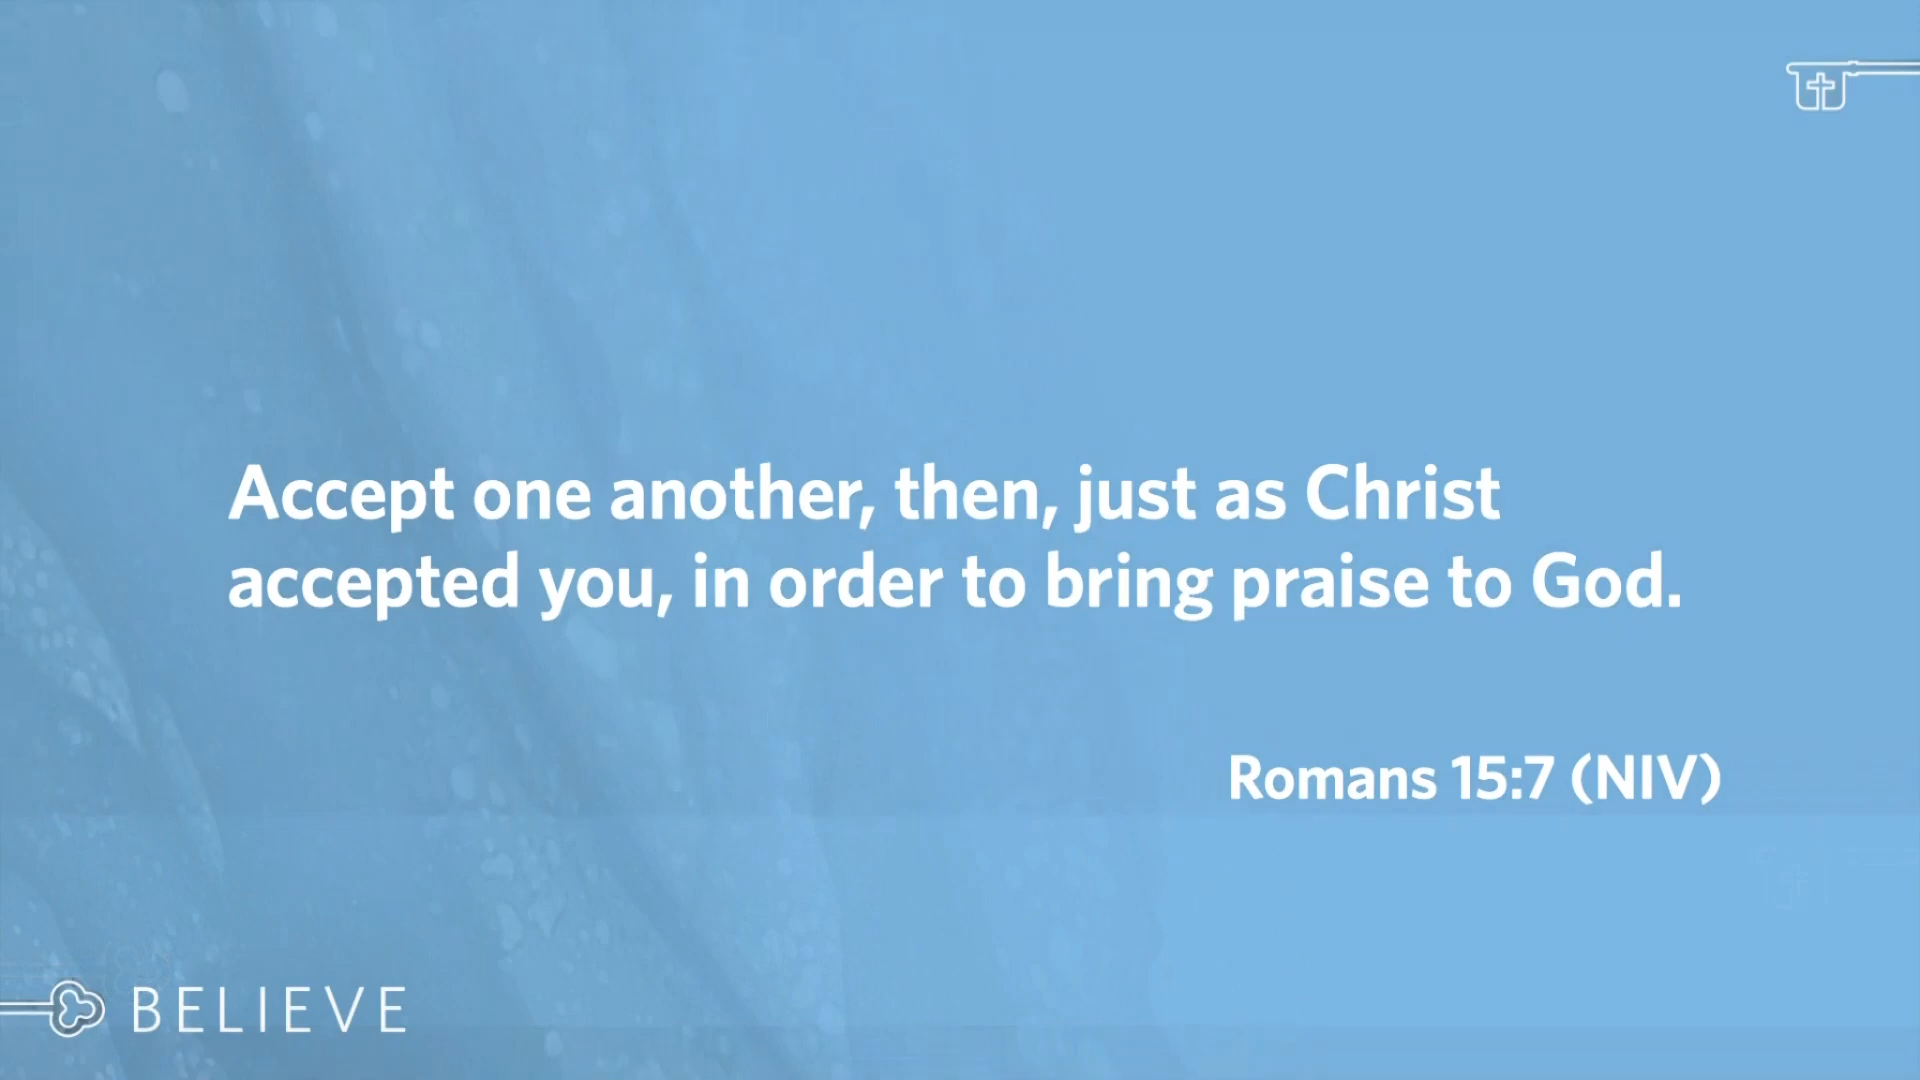 Accept one another, then, just as Christ
accepted you, in order to bring praise to God.
Romans 15:7 (NIV)
BELIEVE